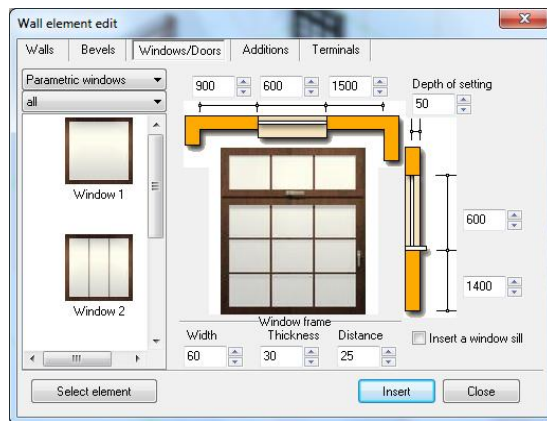 Wall element edit
Walls Bevels Windows/Doors Additions Terminals
Parametric windows
all
900 600 1500
Depth of setting
50
Window 1
Window 2
600
1400
Window frame
Width Thickness Distance
60 30 25
Insert a window sill
Select element Insert Close